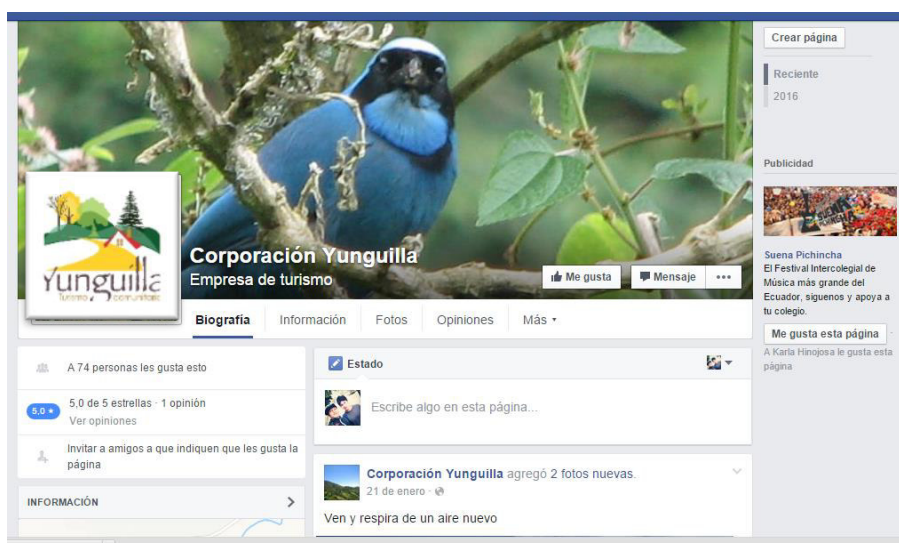 Yunguilla
Turismo comunitario
Corporación Yunguilla
Empresa de turismo
Me gusta
Mensaje
Biografía
Información
Fotos
Opiniones
Más
A 74 personas les gusta esto
5,0 ★
5,0 de 5 estrellas · 1 opinión
Ver opiniones
Invitar a amigos a que indiquen que les gusta la
página
INFORMACIÓN
Estado
Escribe algo en esta página...
Corporación Yunguilla agregó 2 fotos nuevas.
21 de enero ·
Ven y respira de un aire nuevo
Crear página
Reciente
2016
Publicidad
SUENA
PICHINCHA
Suena Pichincha
El Festival Intercolegial de
Música más grande del
Ecuador, siguenos y apoya a
tu colegio.
Me gusta esta página ·
A Karla Hinojosa le gusta esta
página